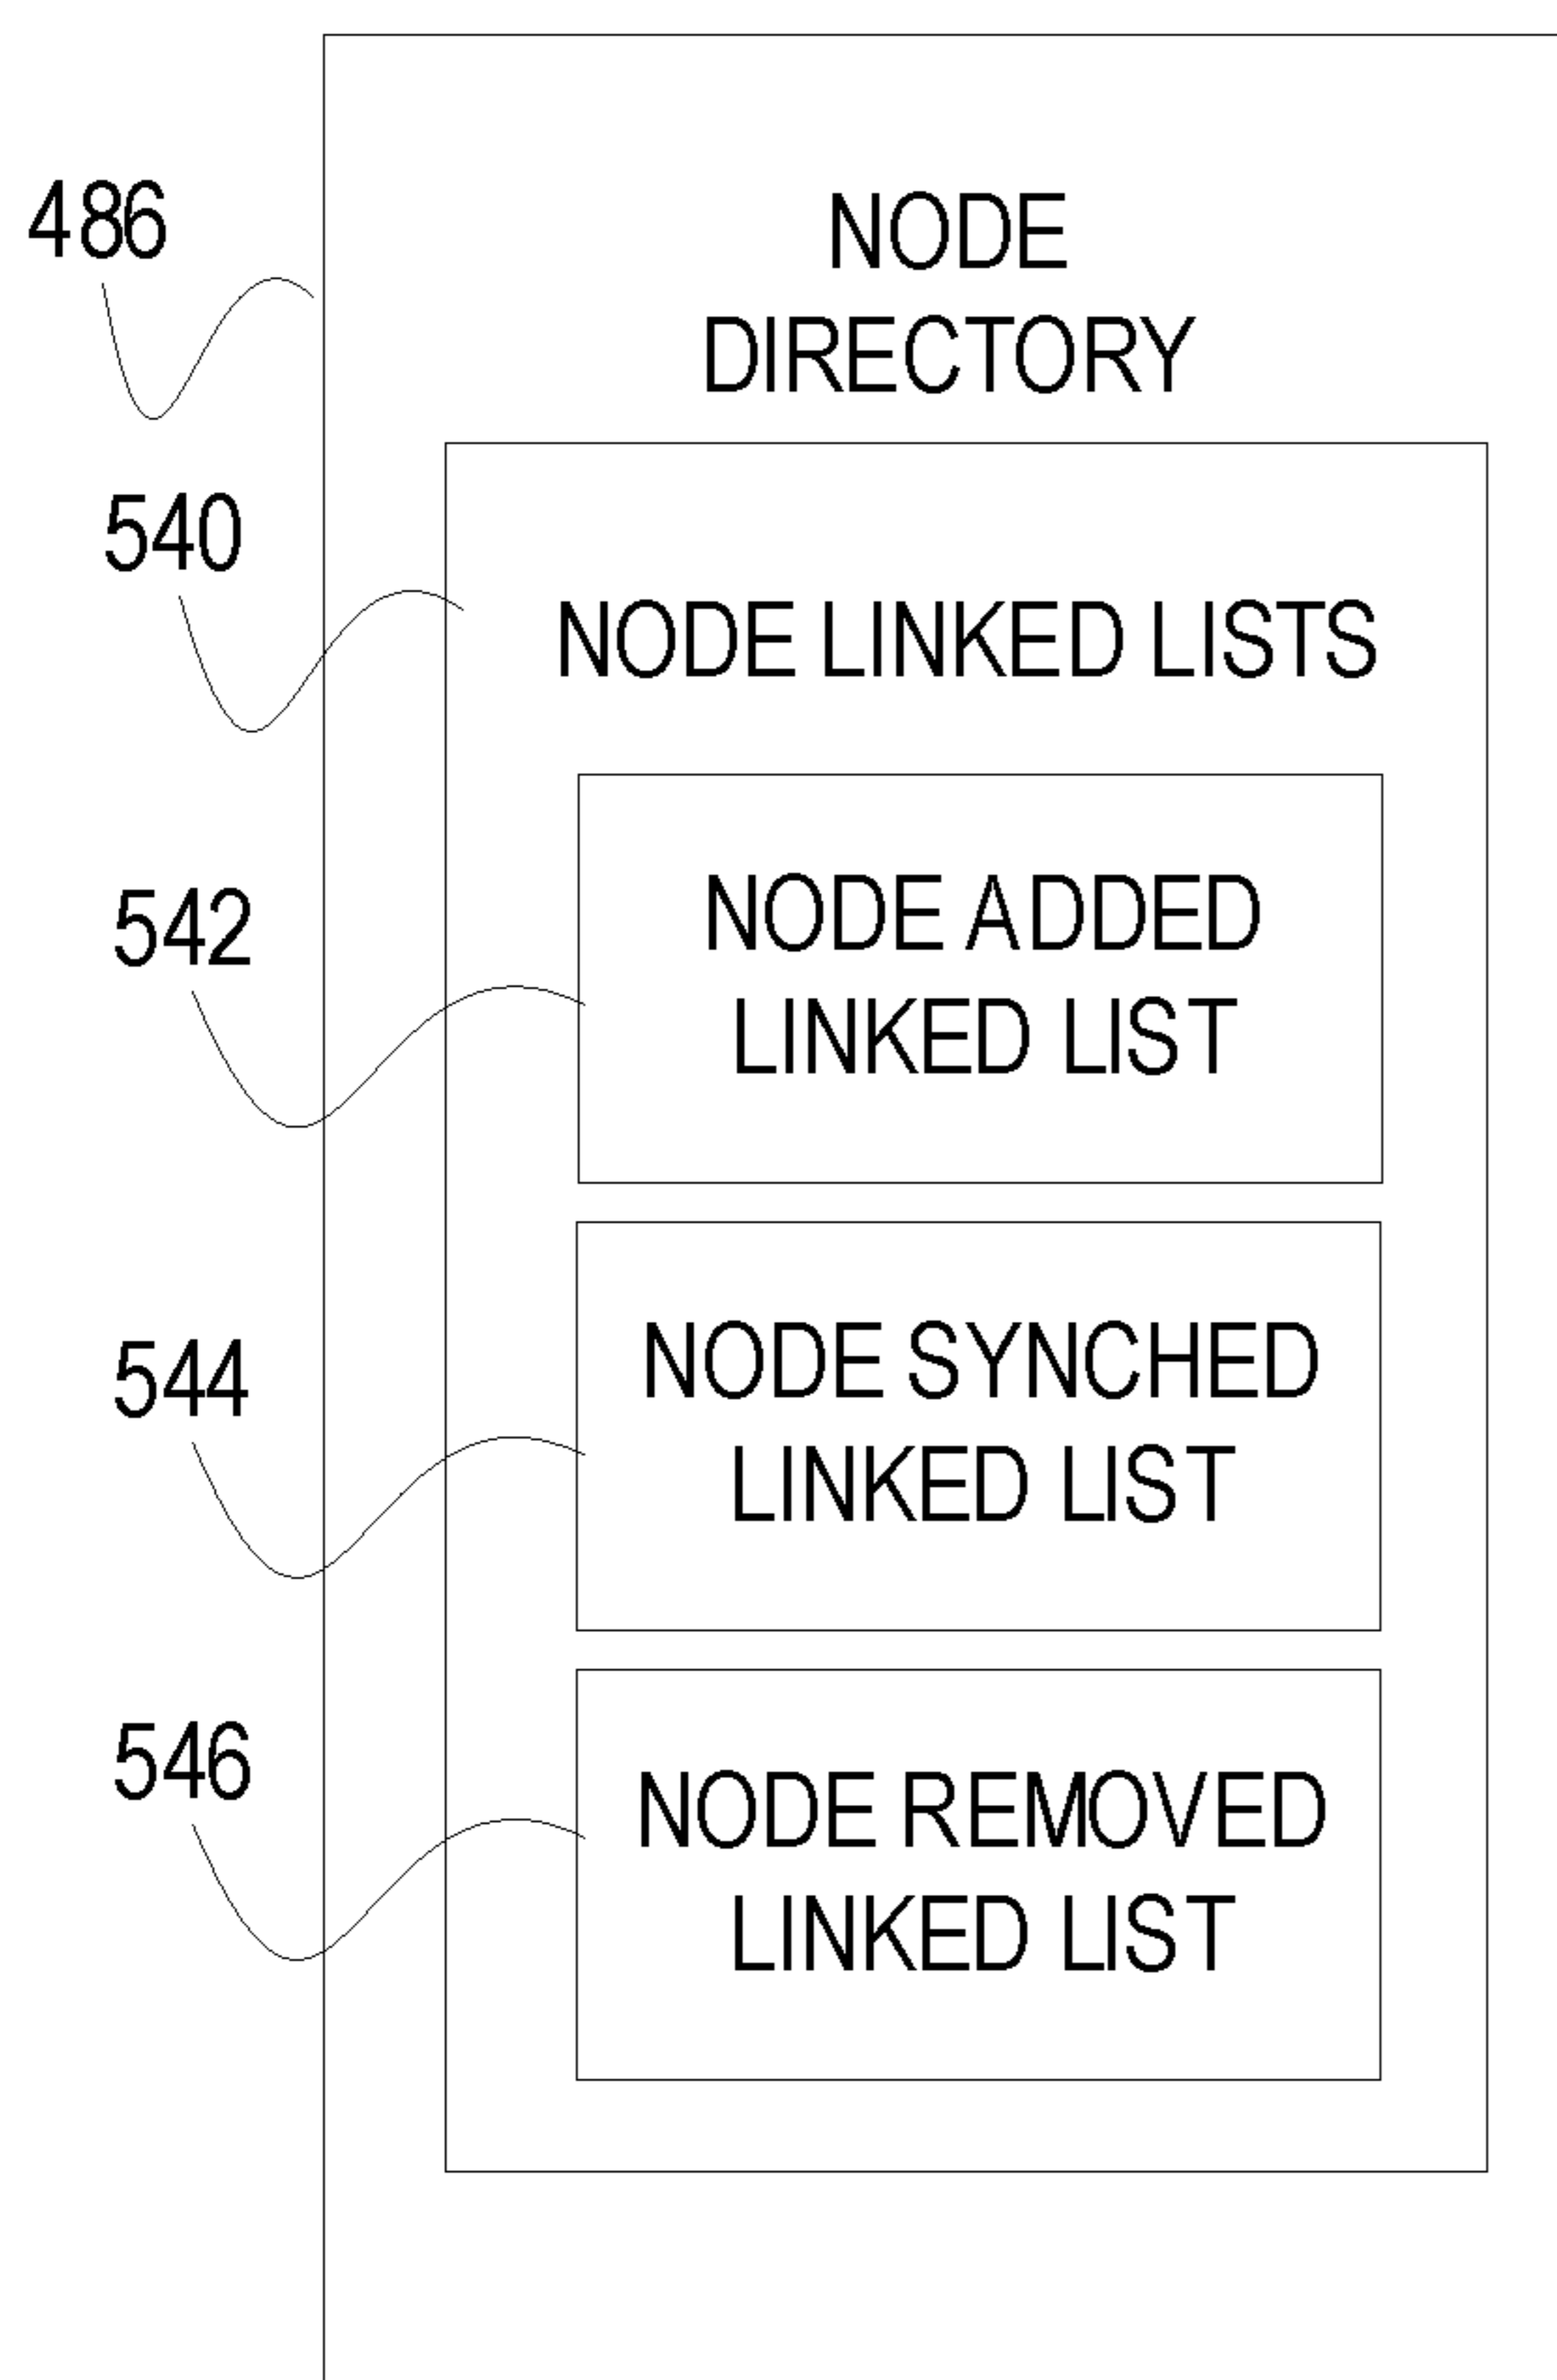 486
NODE
DIRECTORY
540
NODE LINKED LISTS
542
NODE ADDED
LINKED LIST
544
NODE SYNCHED
LINKED LIST
546
NODE REMOVED
LINKED LIST